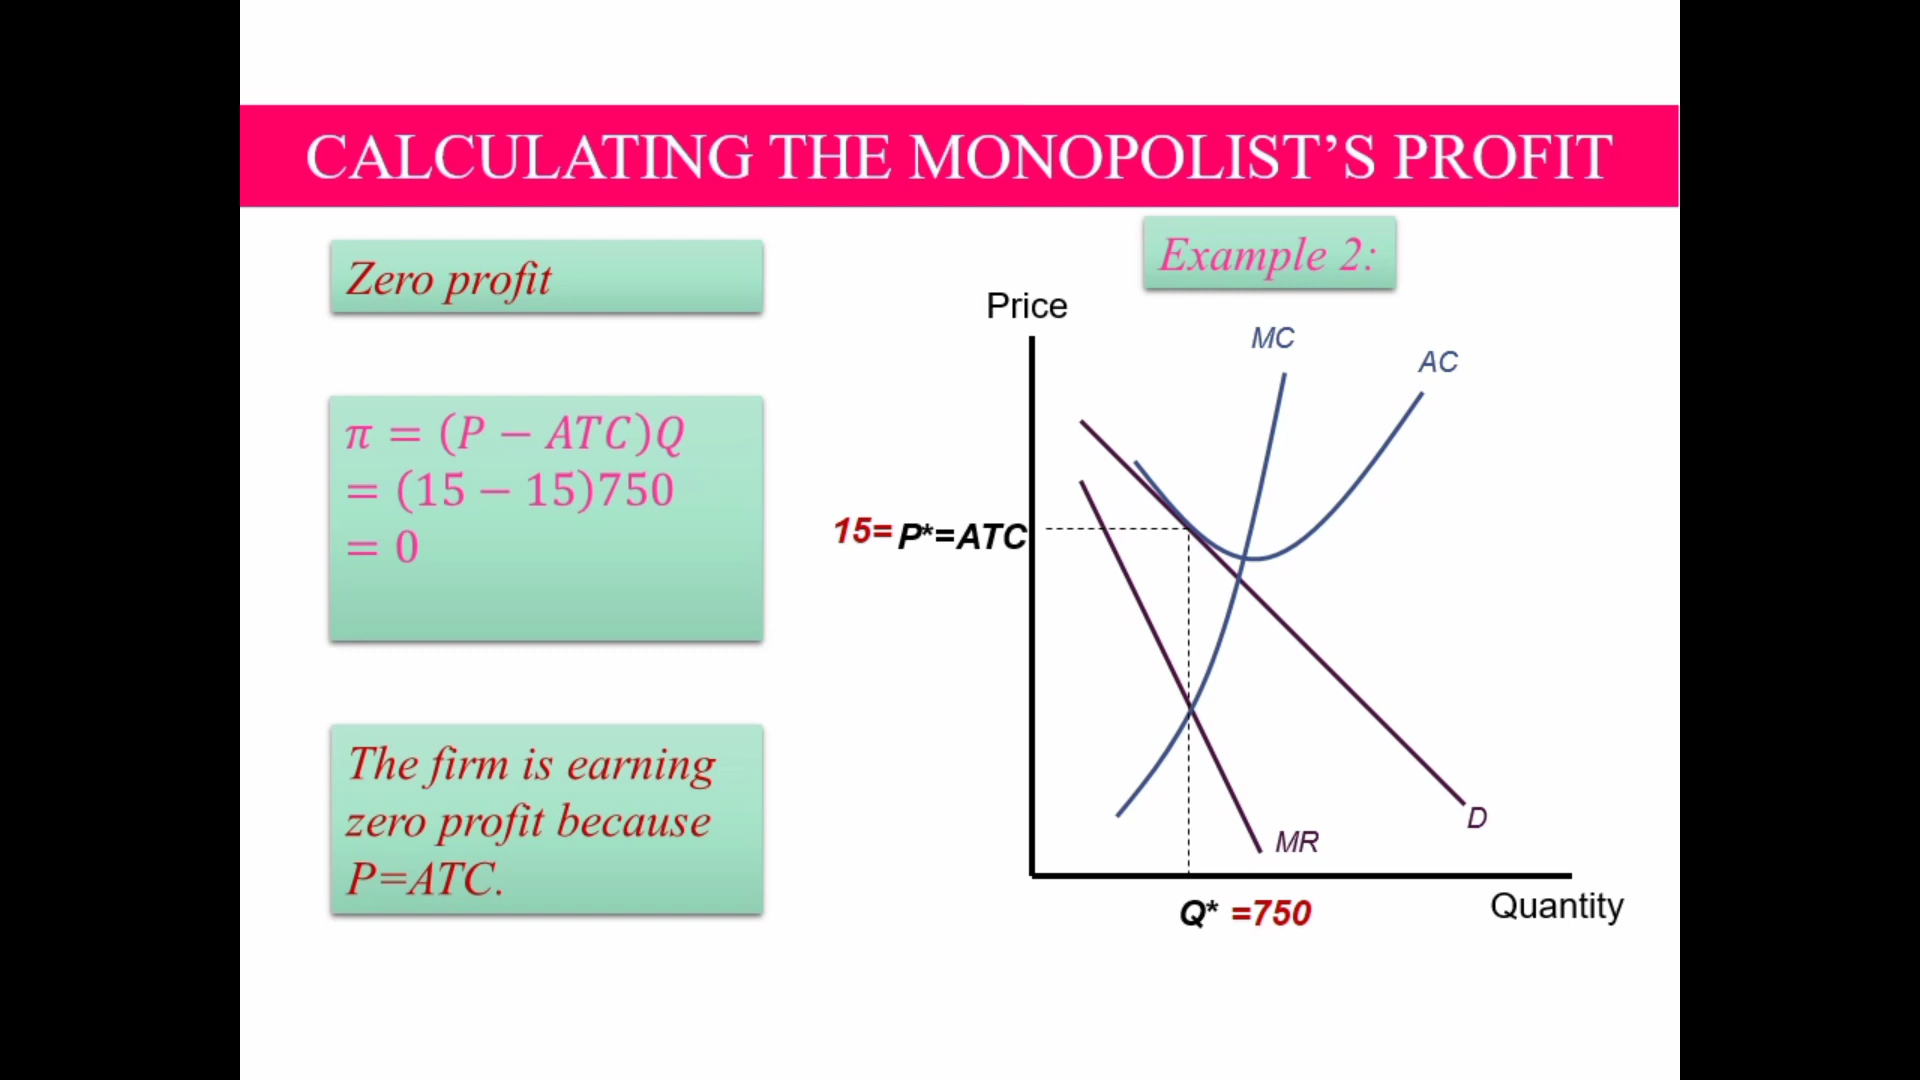 CALCULATING THE MONOPOLIST’S PROFIT
Zero profit
π = (P − ATC)Q
= (15 − 15)750
= 0
The firm is earning
zero profit because
P=ATC.
Example 2:
Price
MC
AC
15= P*=ATC
D
MR
Q* =750
Quantity